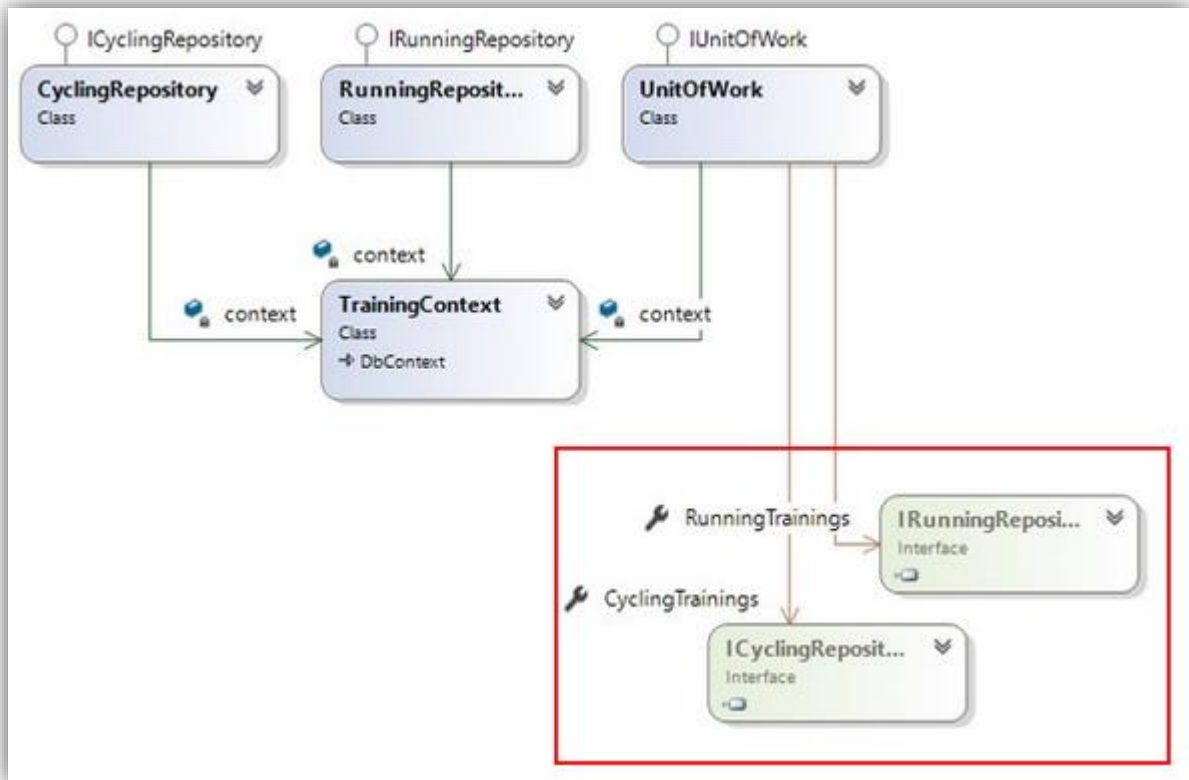 ICyclingRepository
IRunningRepository
IUnitOfWork
CyclingRepository
Class
RunningReposit...
Class
UnitOfWork
Class
context
context
context
TrainingContext
Class
DbContext
RunningTrainings
IRunningReposi...
Interface
CyclingTrainings
ICyclingReposit...
Interface